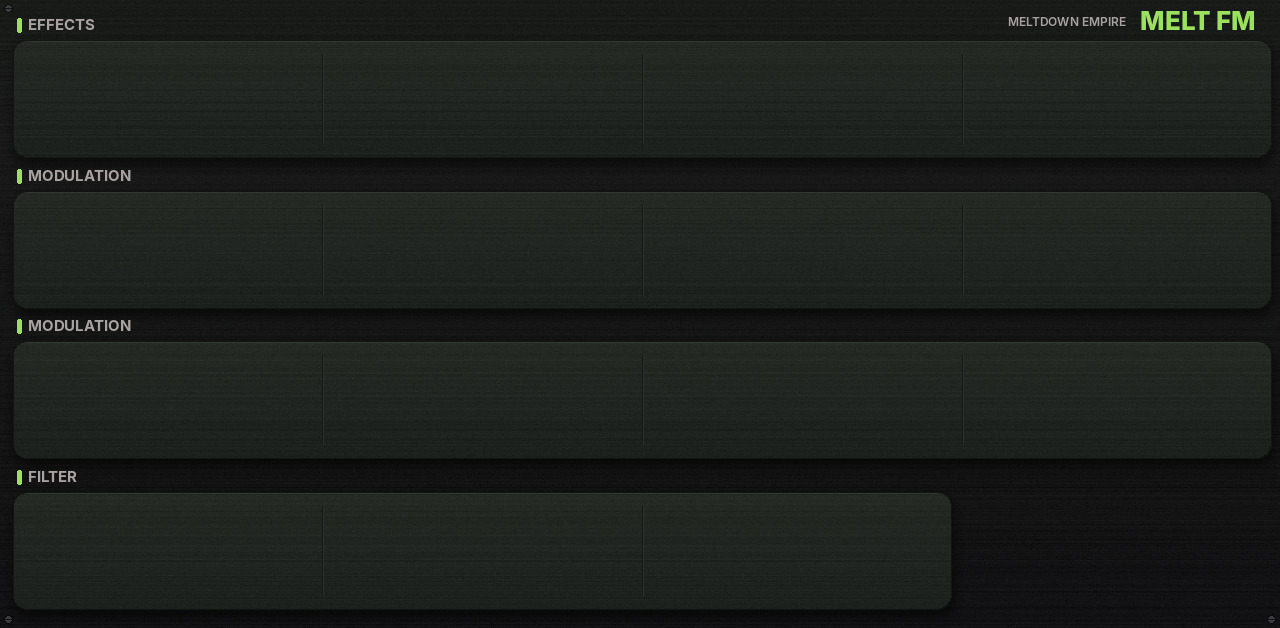 EFFECTS
MELTDOWN EMPIRE MELT FM
MODULATION
MODULATION
FILTER